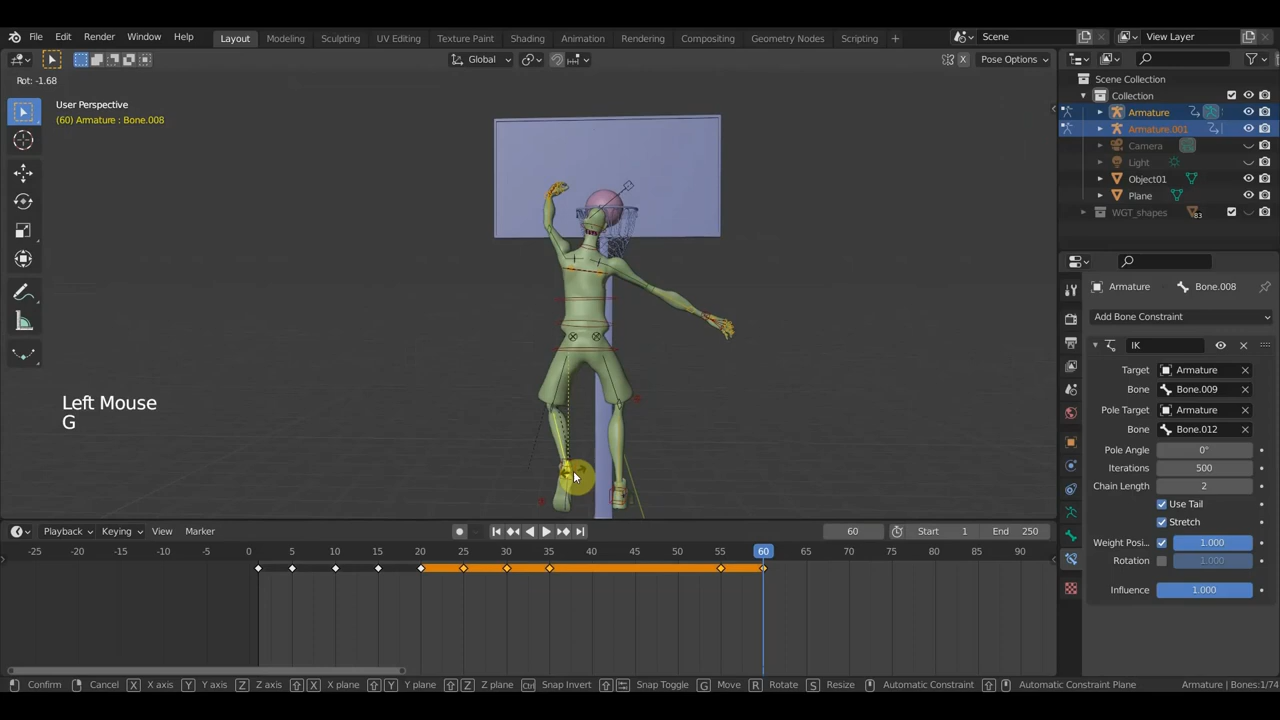 File Edit Render Window Help Layout Modeling Sculpting UV Editing Texture Paint Shading Animation Rendering Compositing Geometry Nodes Scripting + Scene View Layer
Global X Pose Options
Rot: -1.68
User Perspective
(60) Armature : Bone.008
Scene Collection
Collection
Armature
Armature.001
Camera
Light
Object01
Plane
WGT_shapes 83
Armature Bone.008
Add Bone Constraint
IK
Target Armature
Bone Bone.009
Pole Target Armature
Bone Bone.012
Pole Angle 0°
Iterations 500
Chain Length 2
Use Tail
Stretch
Weight Posi... 1.000
Rotation 1.000
Influence 1.000
Left Mouse
G
Playback Keying View Marker 60 Start 1 End 250
-25 -20 -15 -10 -5 0 5 10 15 20 25 30 35 40 45 50 55 60 65 70 75 80 85 90
Confirm Cancel X X axis Y Y axis Z Z axis X X plane Y Y plane Z Z plane Ctrl Snap Invert Snap Toggle G Move R Rotate S Resize Automatic Constraint Automatic Constraint Plane Armature | Bones:1/74